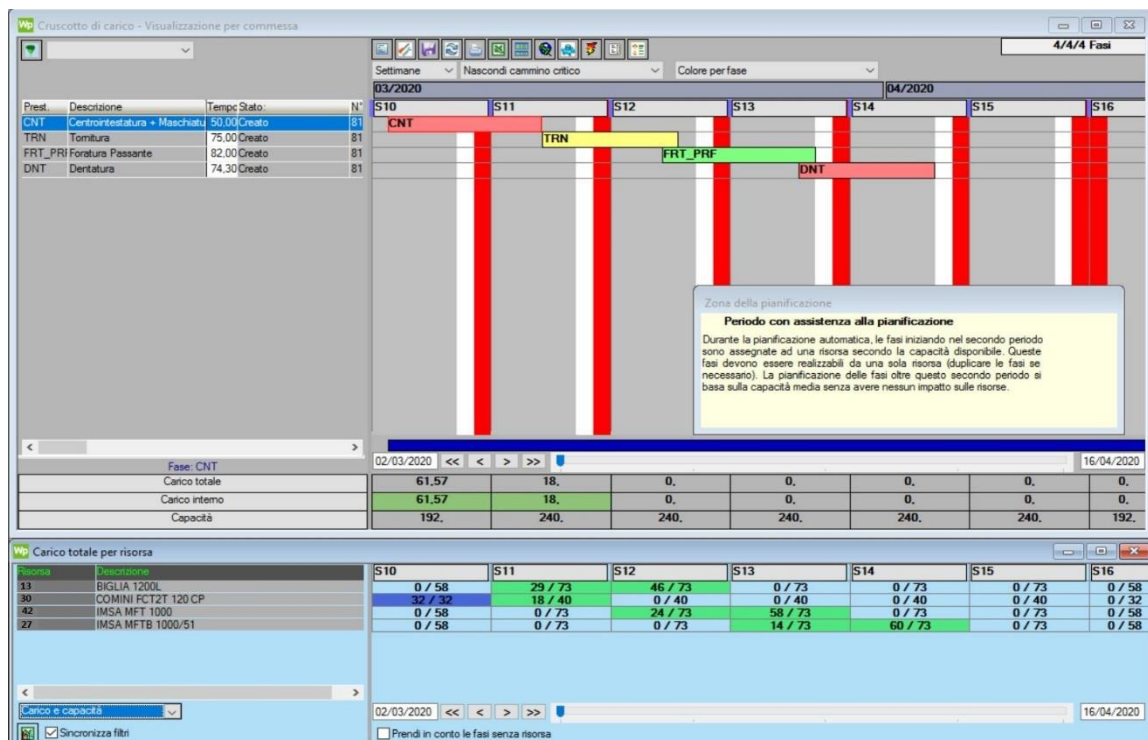 Wp Cruscotto di carico - Visualizzazione per commessa
4/4/4 Fasi
Settimane Nascondi cammino critico Colore per fase
03/2020 04/2020
Prest. Descrizione Tempo Stato: N° S10 S11 S12 S13 S14 S15 S16
CNT Centrointestatura + Maschiatu 50,00 Creato 81 CNT
TRN Tornitura 75,00 Creato 81 TRN
FRT_PRI Foratura Passante 82,00 Creato 81 FRT_PRF
DNT Dentatura 74,30 Creato 81 DNT
Zona della pianificazione
Periodo con assistenza alla pianificazione
Durante la pianificazione automatica, le fasi iniziando nel secondo periodo
sono assegnate ad una risorsa secondo la capacità disponibile. Queste
fasi devono essere realizzabili da una sola risorsa (duplicare le fasi se
necessario). La pianificazione delle fasi oltre questo secondo periodo si
basa sulla capacità media senza avere nessun impatto sulle risorse.
< >
Fase: CNT 02/03/2020 << < > >> 16/04/2020
Carico totale 61,57 18, 0, 0, 0, 0, 0,
Carico interno 61,57 18, 0, 0, 0, 0, 0,
Capacità 192, 240, 240, 240, 240, 240, 192,
Wp Carico totale per risorsa
Risorsa Descrizione S10 S11 S12 S13 S14 S15 S16
13 BIGLIA 1200L 0 / 58 29 / 73 46 / 73 0 / 73 0 / 73 0 / 73 0 / 58
30 COMINI FCT2T 120 CP 32 / 32 18 / 40 0 / 40 0 / 40 0 / 40 0 / 40 0 / 32
42 IMSA MFT 1000 0 / 58 0 / 73 24 / 73 58 / 73 0 / 73 0 / 73 0 / 58
27 IMSA MFTB 1000/51 0 / 58 0 / 73 0 / 73 14 / 73 60 / 73 0 / 73 0 / 58
< >
Carico e capacità 02/03/2020 << < > >> 16/04/2020
Sincronizza filtri Prendi in conto le fasi senza risorsa